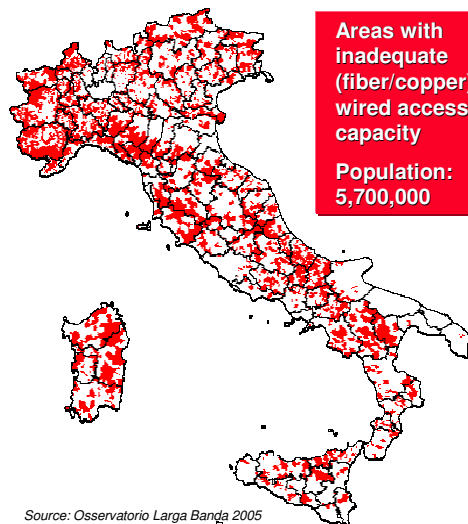 Areas with
inadequate
(fiber/copper)
wired access
capacity
Population:
5,700,000
Source: Osservatorio Larga Banda 2005